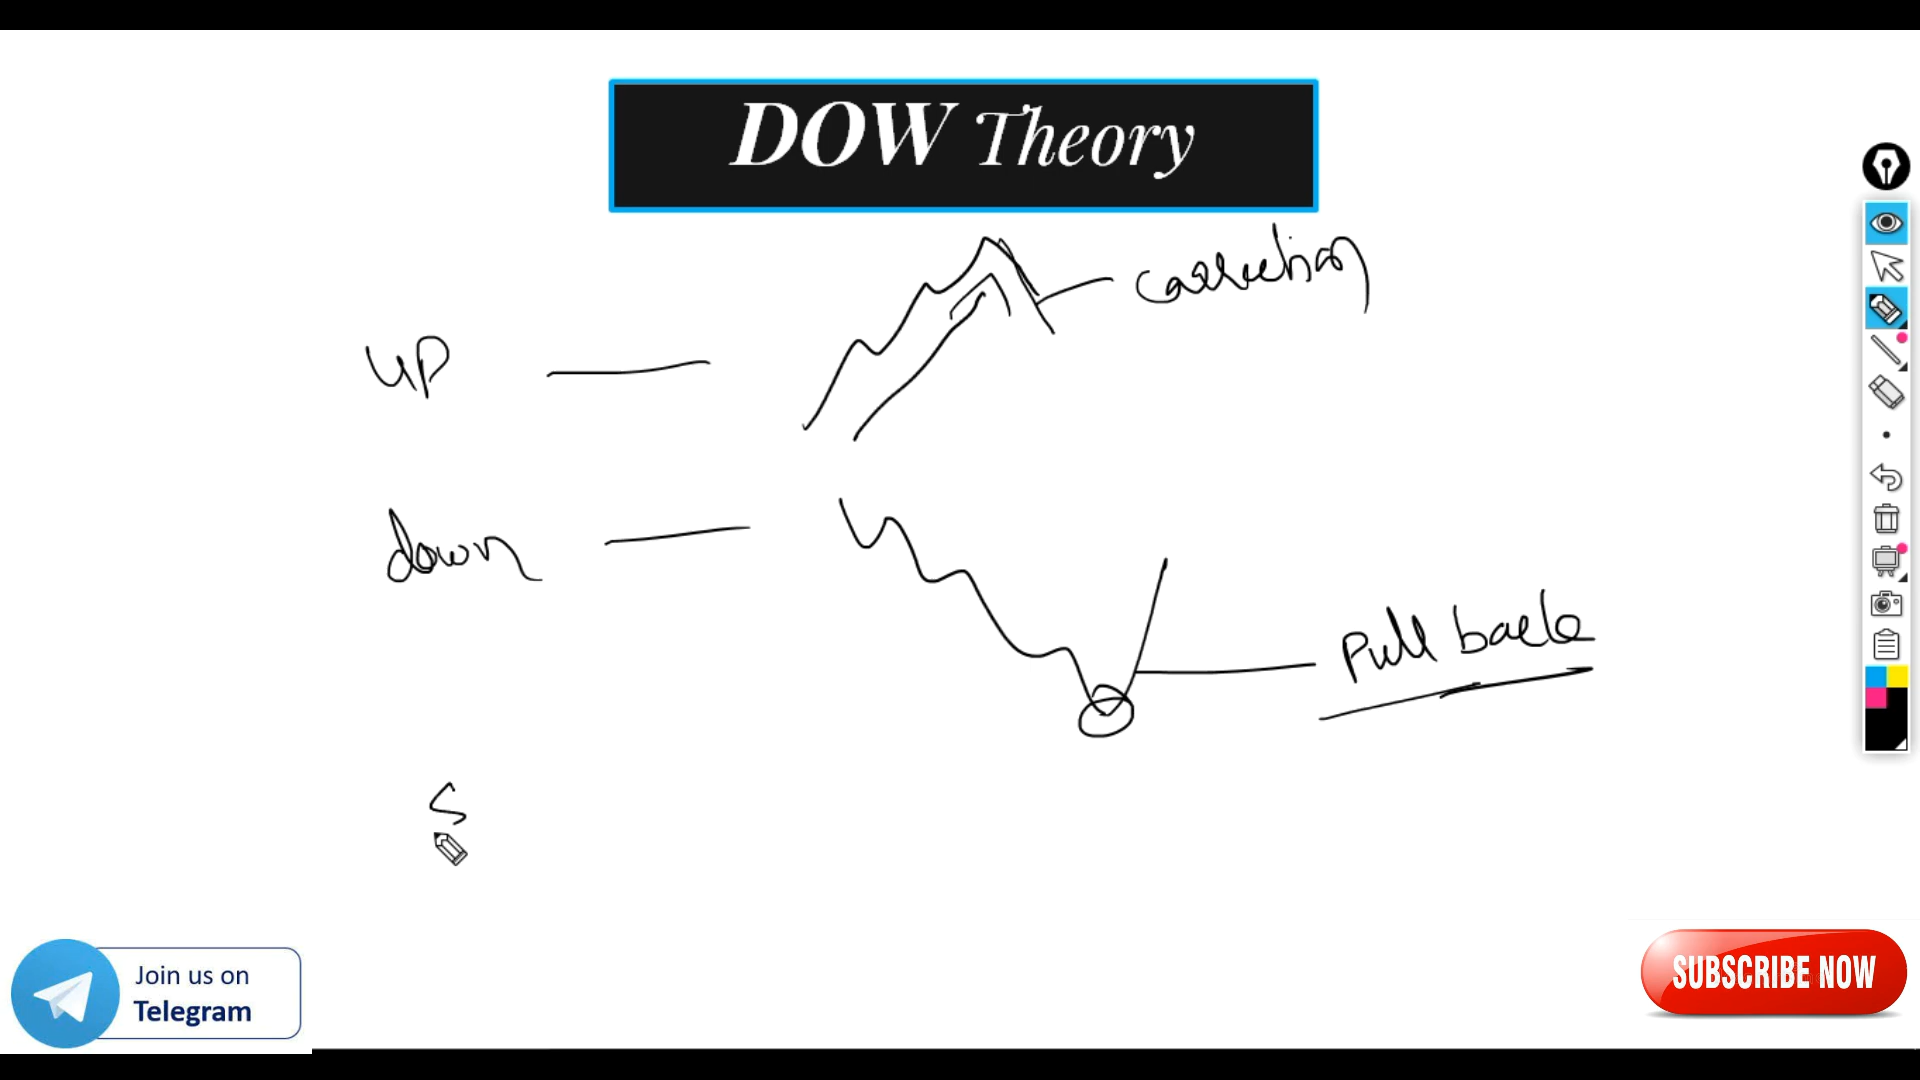 DOW Theory
correction
up
down
Pull back
S
Join us on
Telegram
SUBSCRIBE NOW